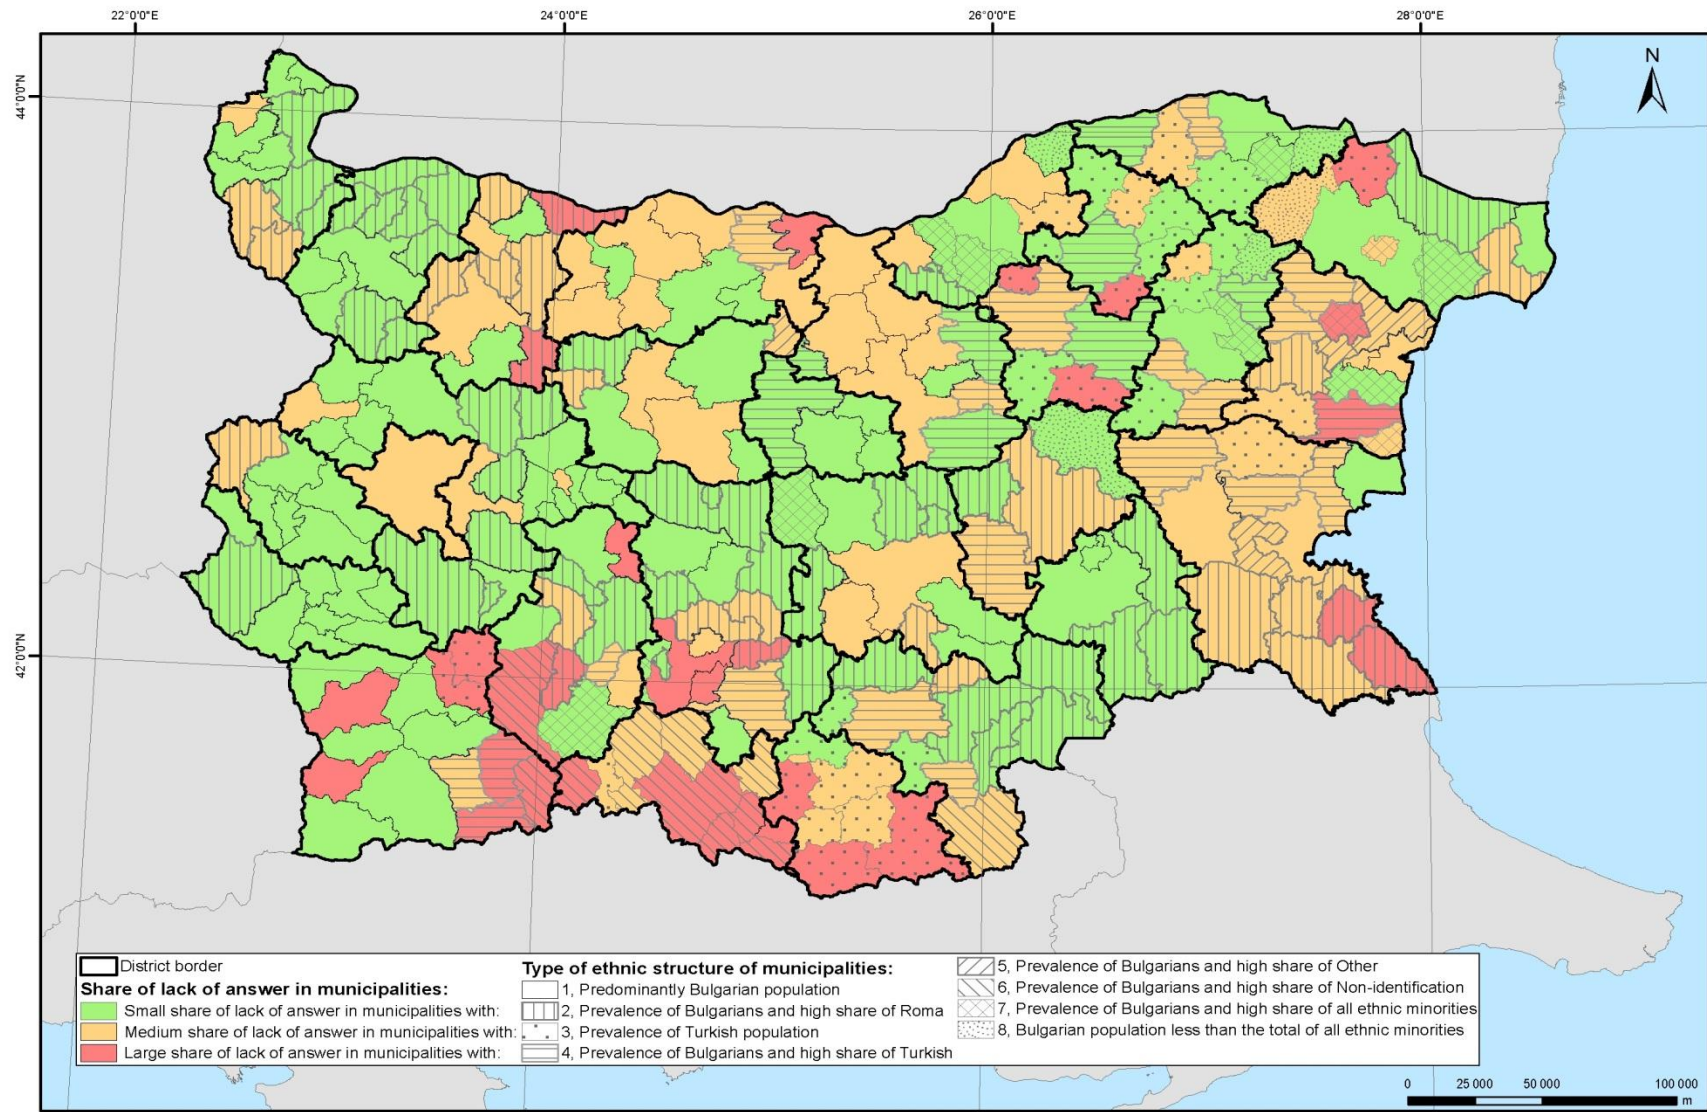 22°0'0"E 24°0'0"E 26°0'0"E 28°0'0"E
N
44°0'0"N
42°0'0"N
District border
Share of lack of answer in municipalities:
Small share of lack of answer in municipalities with:
Medium share of lack of answer in municipalities with:
Large share of lack of answer in municipalities with:
Type of ethnic structure of municipalities:
1, Predominantly Bulgarian population
2, Prevalence of Bulgarians and high share of Roma
3, Prevalence of Turkish population
4, Prevalence of Bulgarians and high share of Turkish
5, Prevalence of Bulgarians and high share of Other
6, Prevalence of Bulgarians and high share of Non-identification
7, Prevalence of Bulgarians and high share of all ethnic minorities
8, Bulgarian population less than the total of all ethnic minorities
0 25 000 50 000 100 000
m